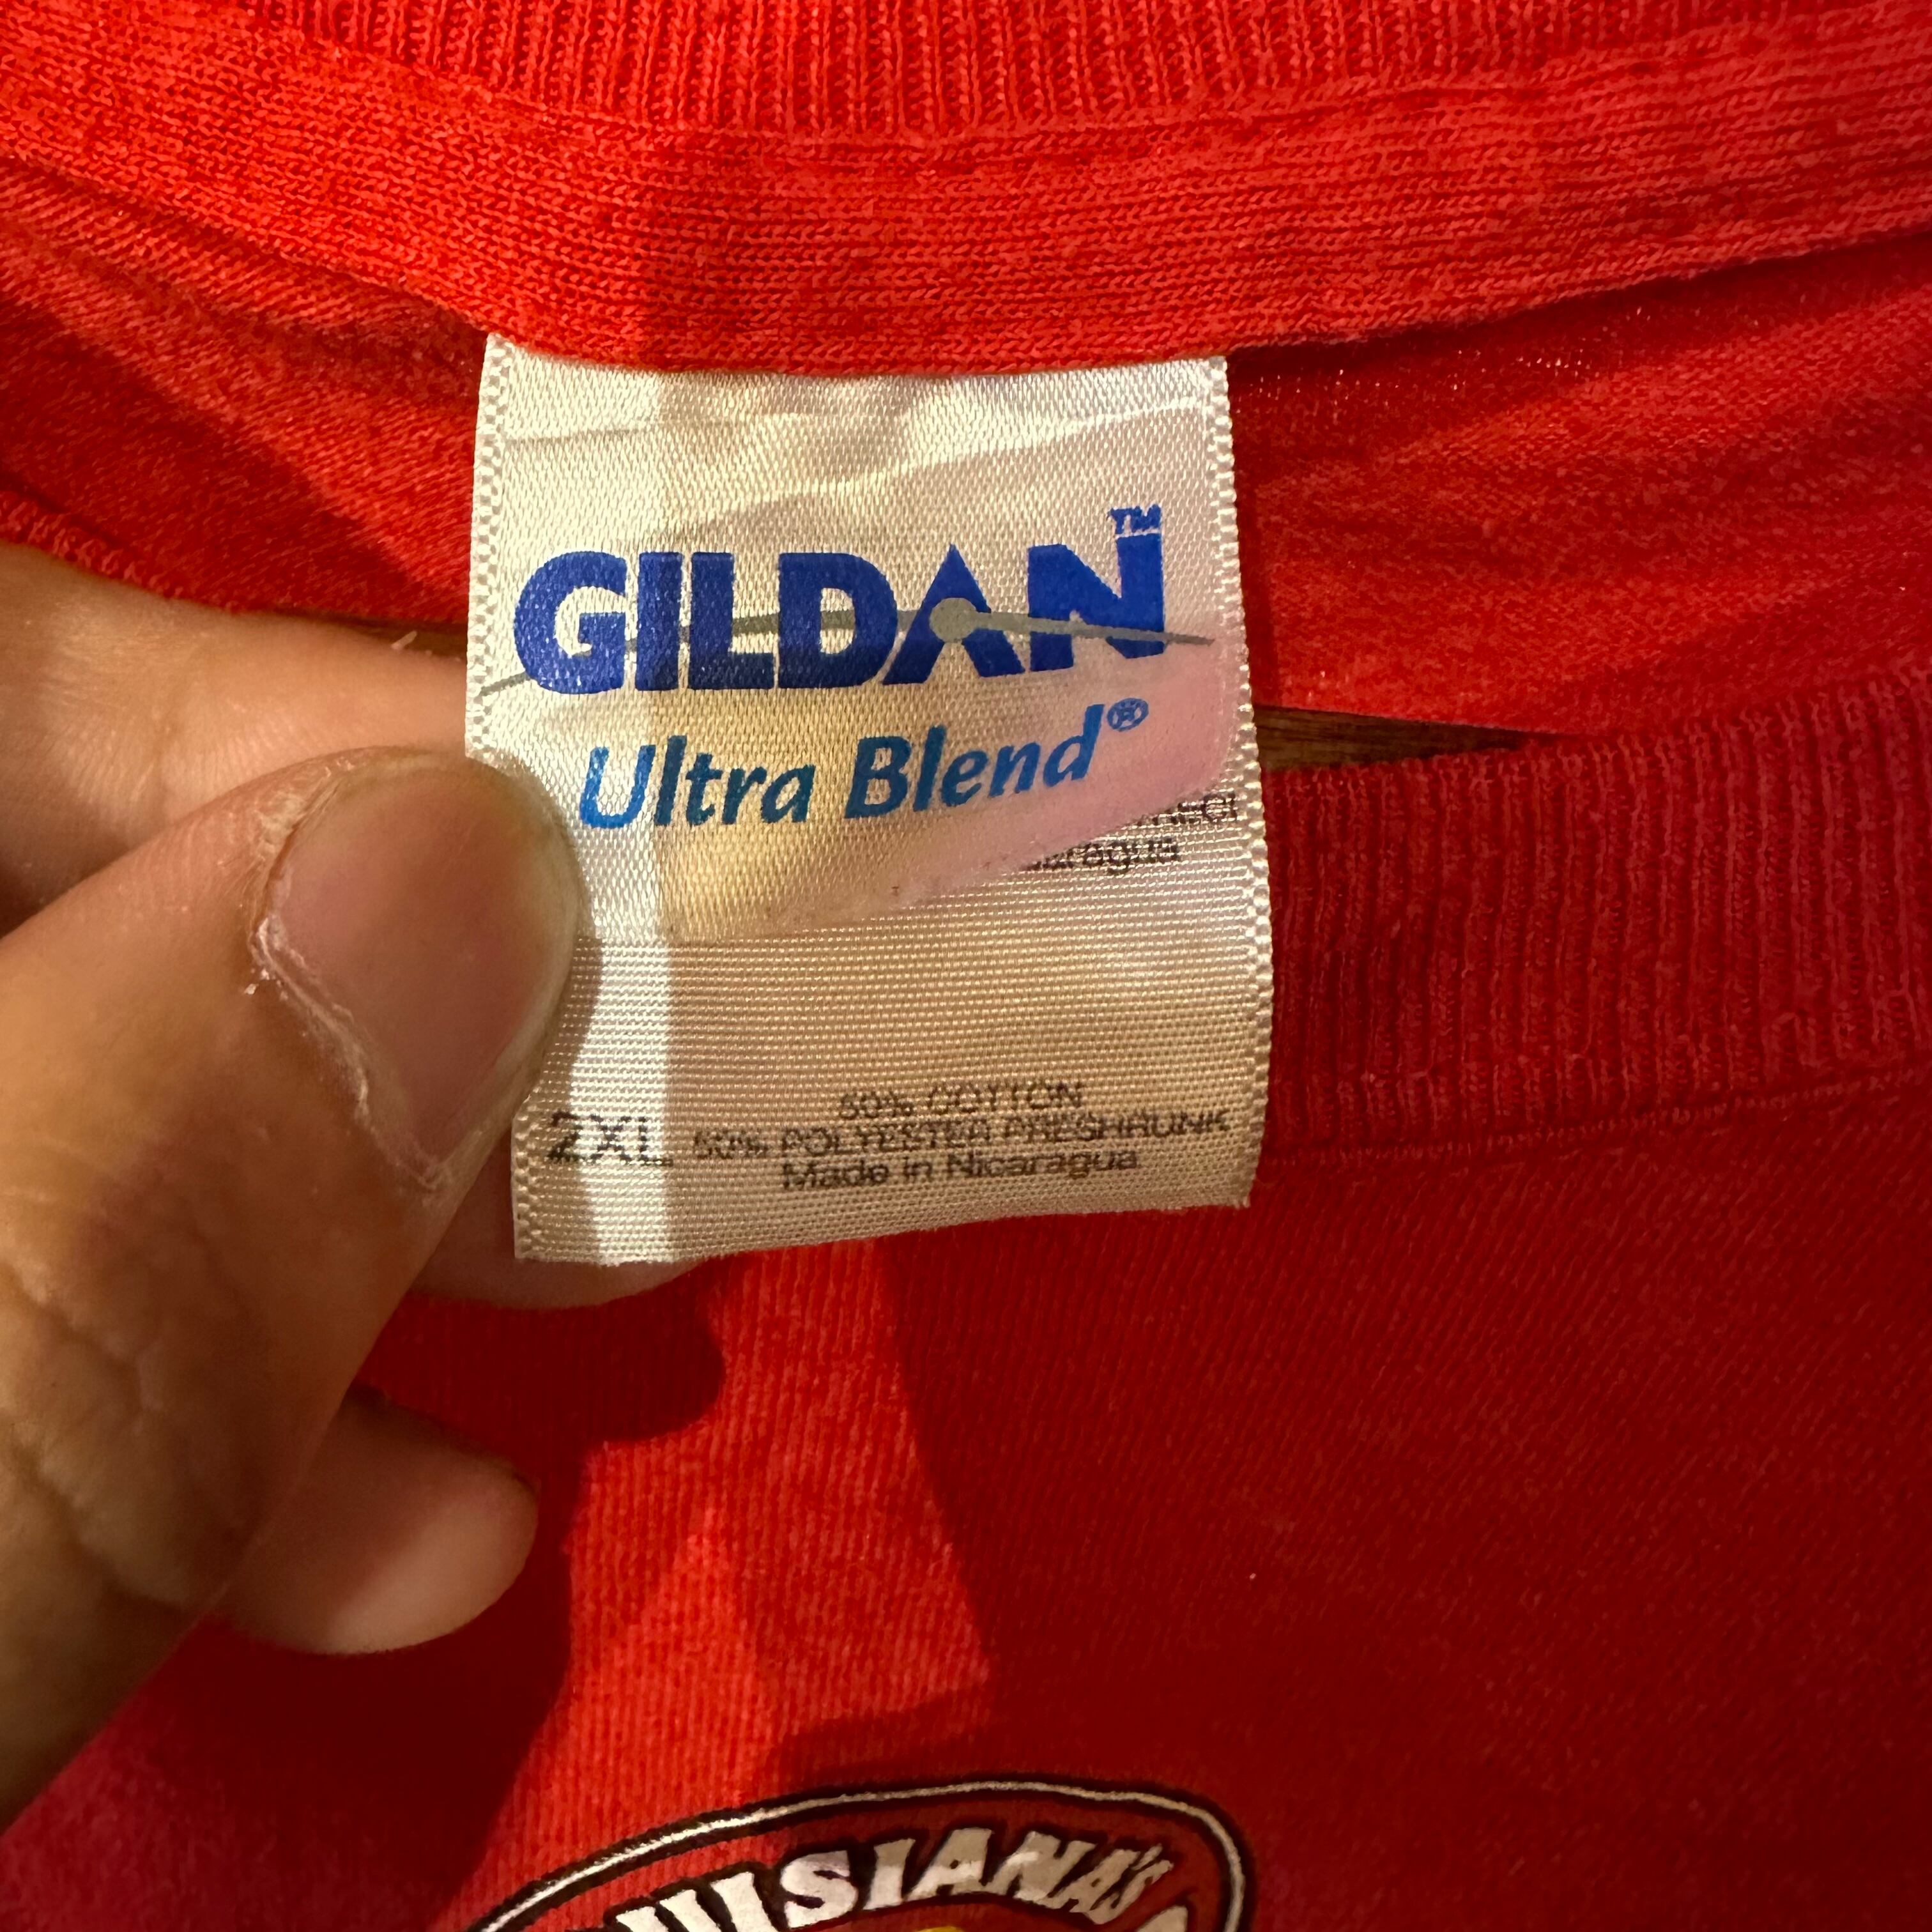 GILDAN™
Ultra Blend®
2XL
50% COTTON
50% POLYESTER PRESHRUNK
Made in Nicaragua